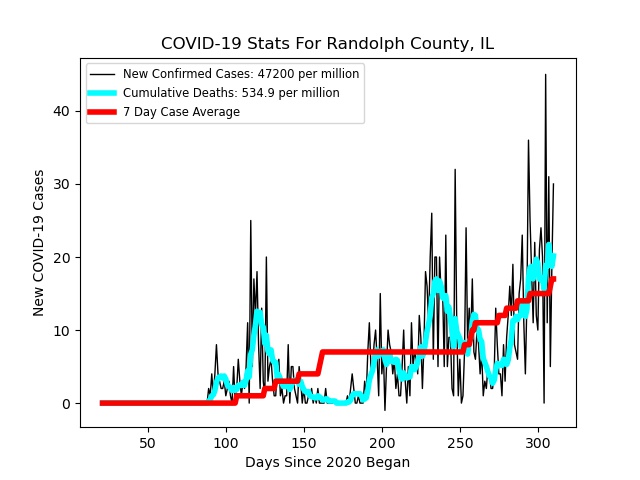 COVID-19 Stats For Randolph County, IL
New Confirmed Cases: 47200 per million
Cumulative Deaths: 534.9 per million
7 Day Case Average
New COVID-19 Cases
40
30
20
10
0
50
100
150
200
250
300
Days Since 2020 Began